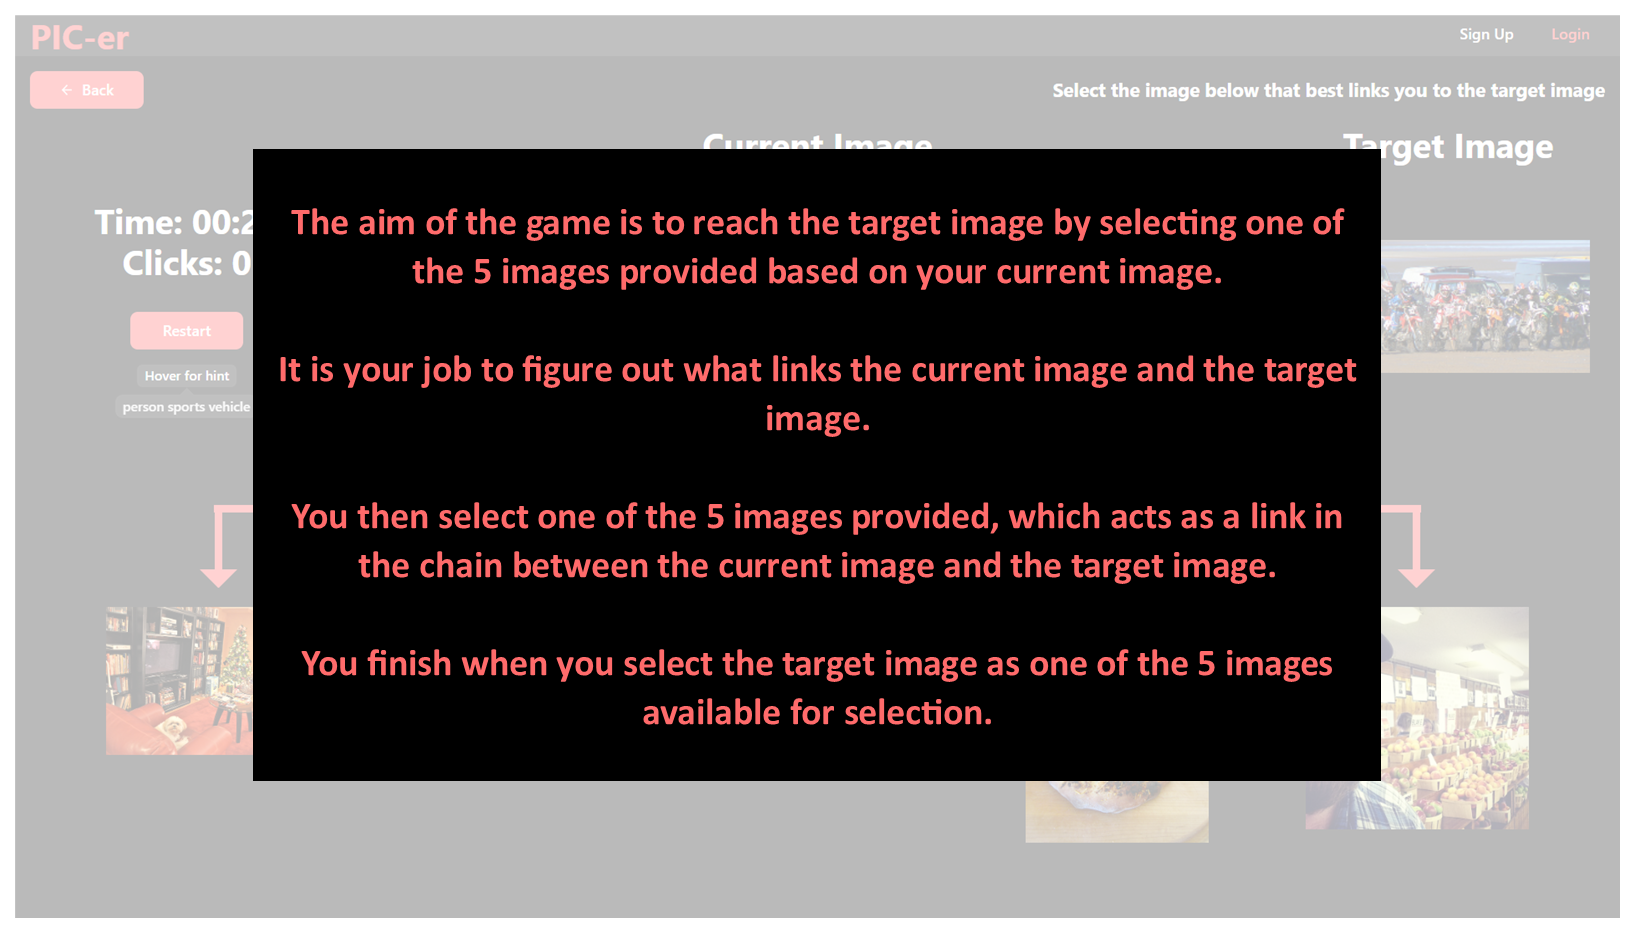 PIC-er
Sign Up
Login
← Back
Select the image below that best links you to the target image
Current Image
Target Image
Time: 00:2
Clicks: 0
Restart
Hover for hint
person sports vehicle
The aim of the game is to reach the target image by selecting one of
the 5 images provided based on your current image.
It is your job to figure out what links the current image and the target
image.
You then select one of the 5 images provided, which acts as a link in
the chain between the current image and the target image.
You finish when you select the target image as one of the 5 images
available for selection.